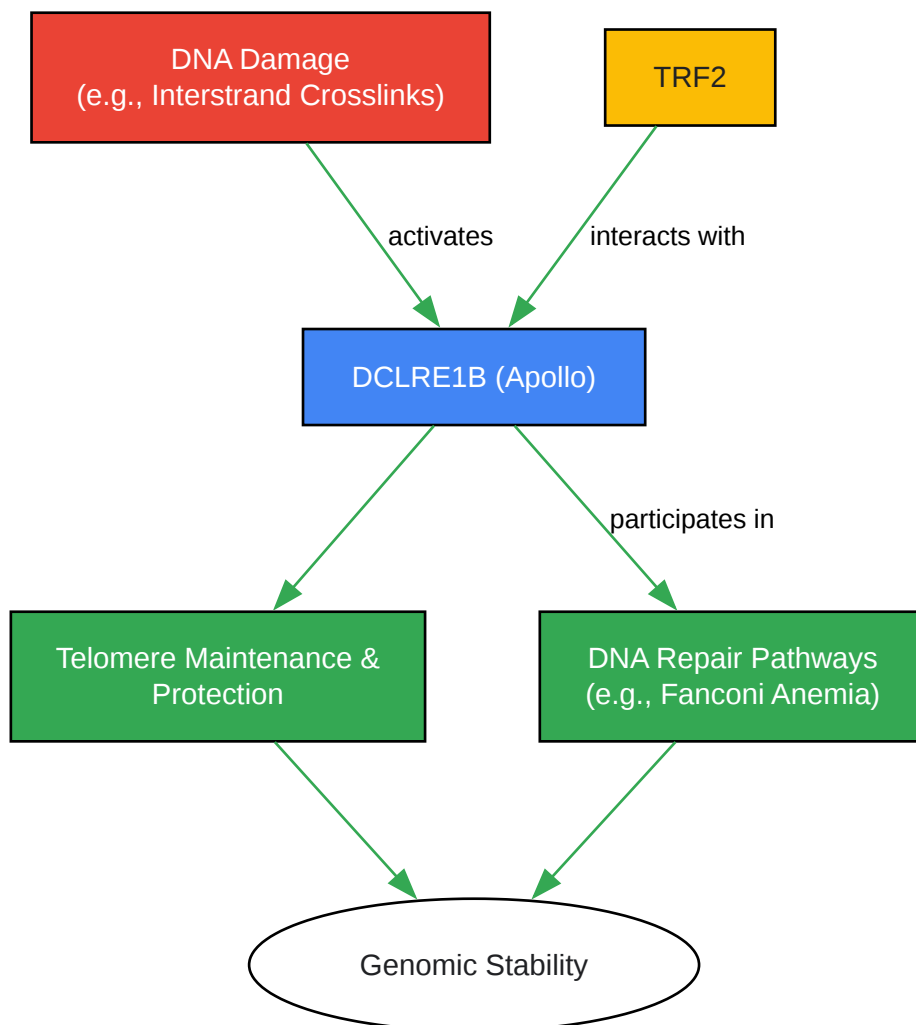 DNA Damage
(e.g., Interstrand Crosslinks)
TRF2
activates
interacts with
DCLRE1B (Apollo)
participates in
Telomere Maintenance &
Protection
DNA Repair Pathways
(e.g., Fanconi Anemia)
Genomic Stability